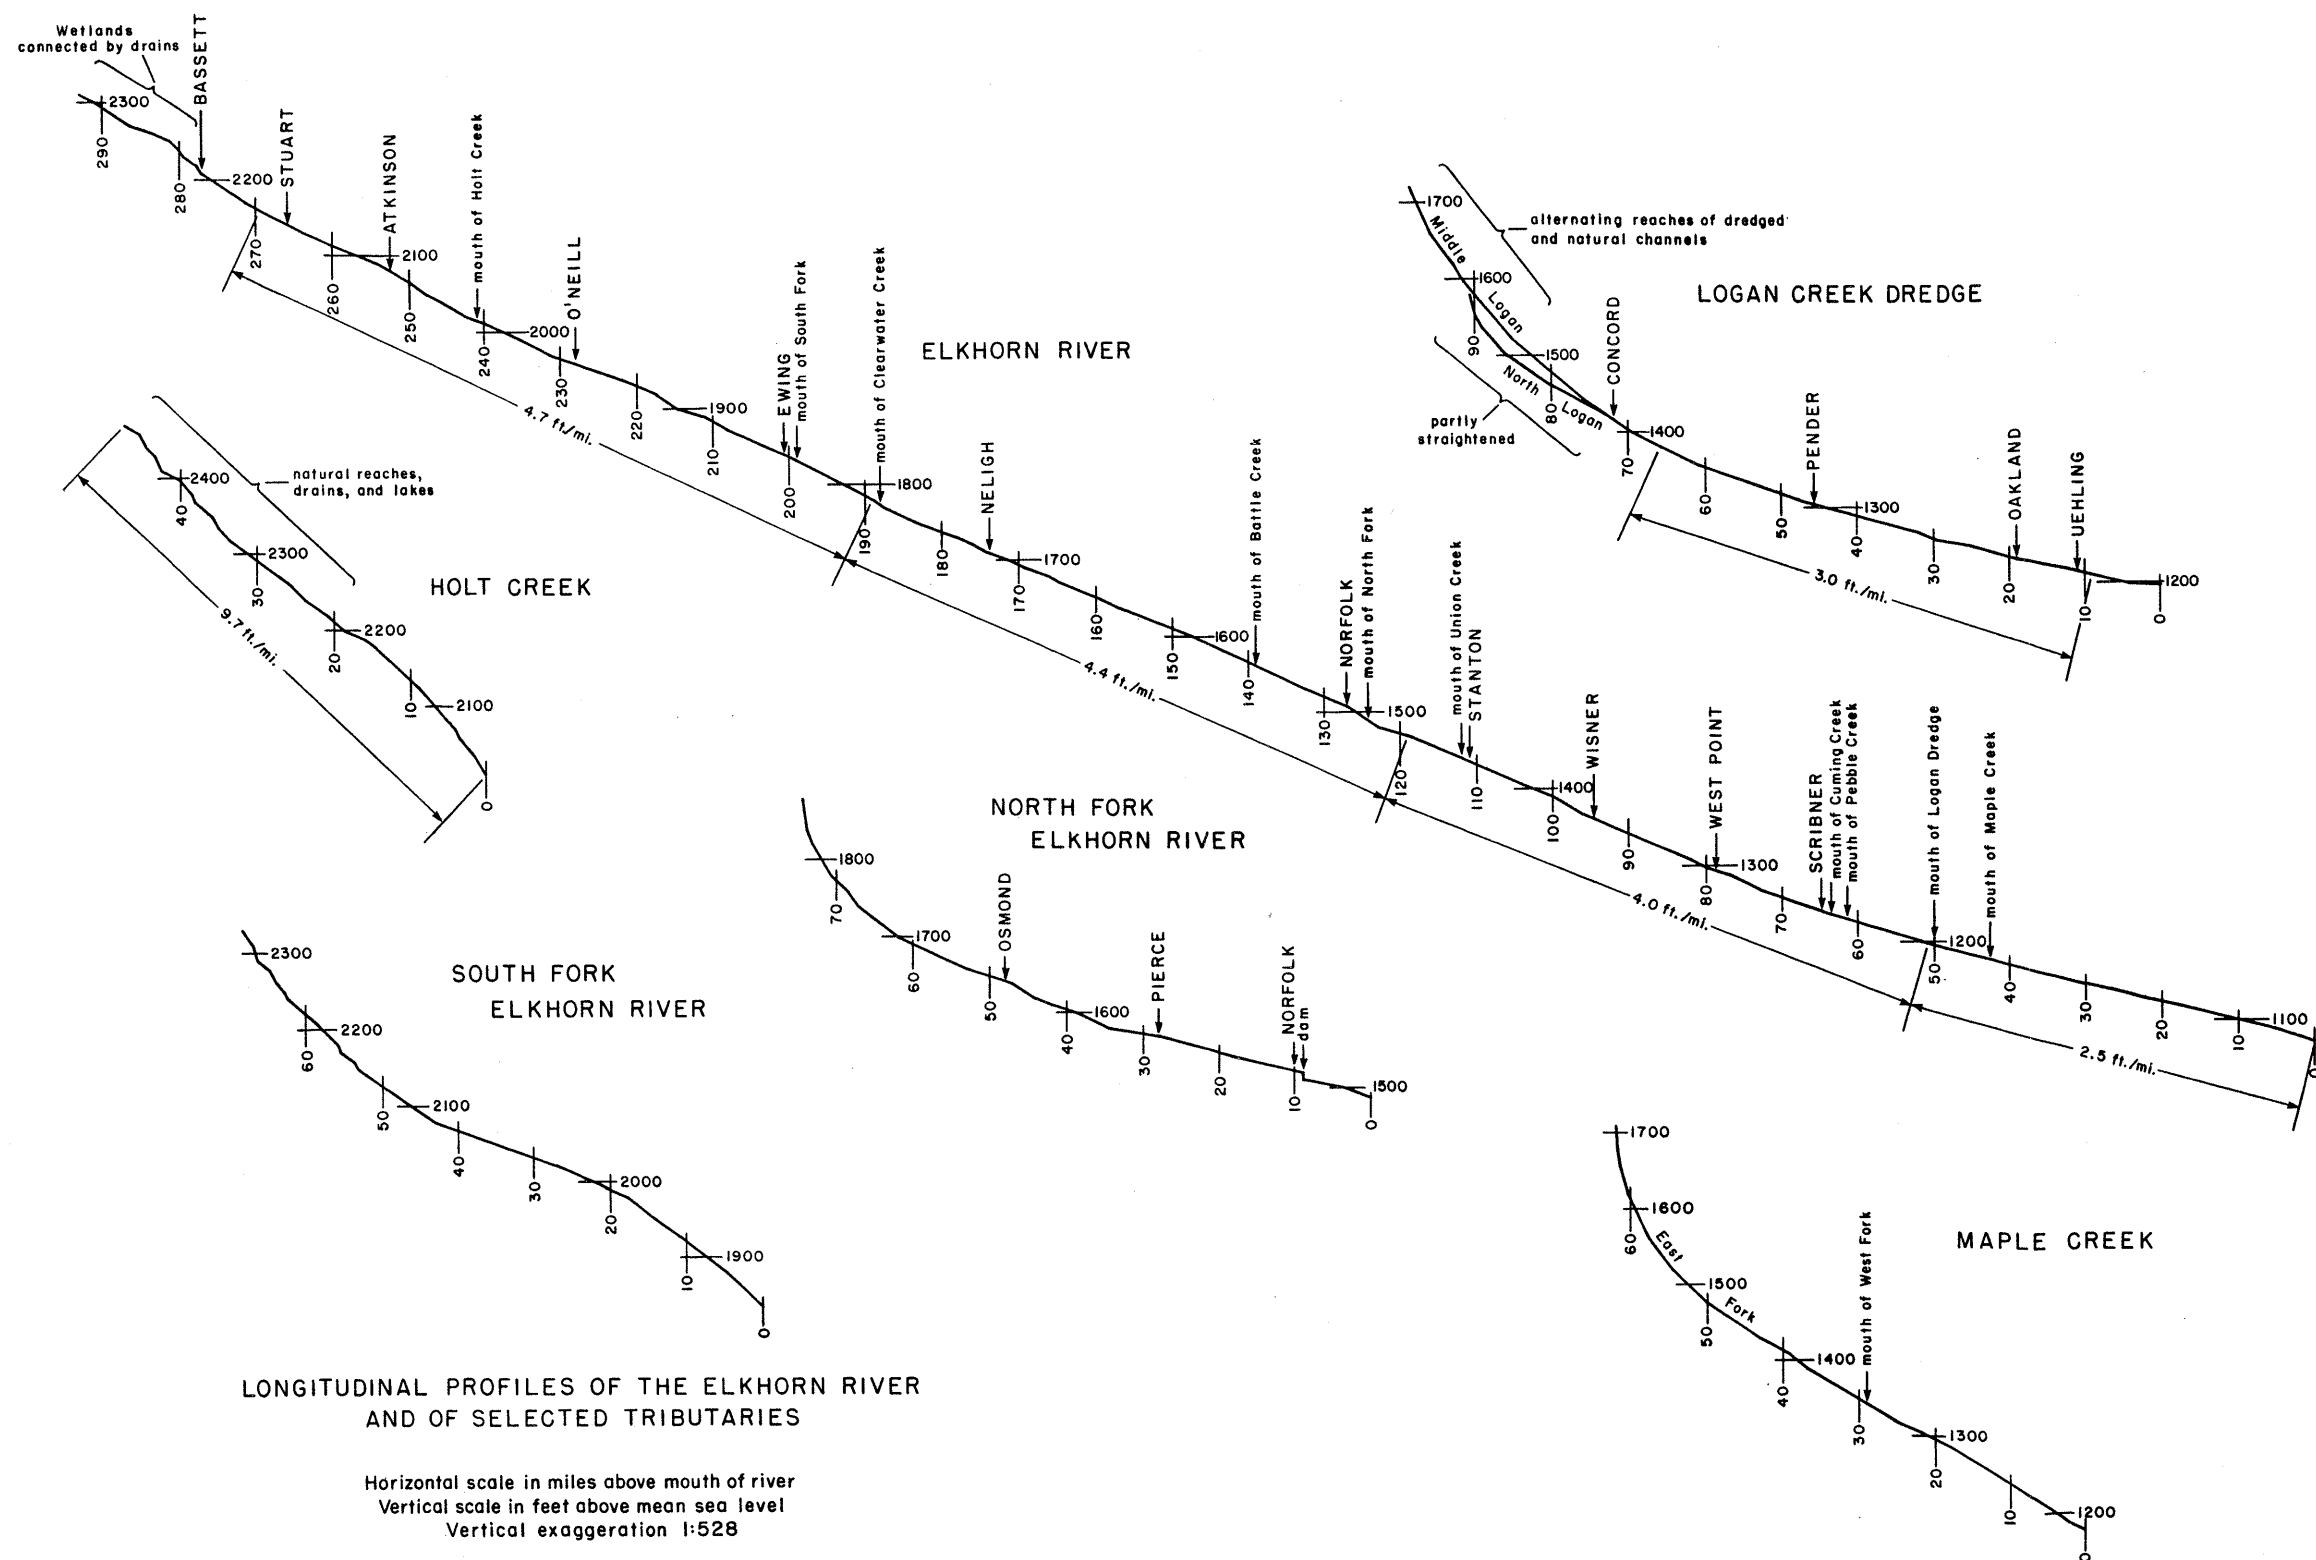 Wetlands
connected by drains
BASSETT
2300
290
280
2200
STUART
270
ATKINSON
260
2100
250
mouth of Holt Creek
240
2000
O'NEILL
230
220
1900
210
EWING
mouth of South Fork
200
4.7 ft./mi.
ELKHORN RIVER
mouth of Clearwater Creek
1800
190
180
NELIGH
1700
170
160
1600
150
mouth of Battle Creek
140
4.4 ft./mi.
NORFOLK
mouth of North Fork
130
1500
120
mouth of Union Creek
STANTON
110
1400
100
WISNER
90
WEST POINT
1300
80
70
4.0 ft./mi.
SCRIBNER
mouth of Cuming Creek
mouth of Pebble Creek
60
mouth of Logan Dredge
1200
50
mouth of Maple Creek
40
30
20
1100
10
0
2.5 ft./mi.
LOGAN CREEK DREDGE
1700
alternating reaches of dredged
and natural channels
Middle
1600
Logan
90
1500
North
80
Logan
partly
straightened
CONCORD
1400
70
60
50
PENDER
1300
40
30
OAKLAND
20
UEHLING
10
1200
0
3.0 ft./mi.
HOLT CREEK
natural reaches,
drains, and lakes
2400
40
2300
30
2200
20
10
2100
0
9.7 ft./mi.
NORTH FORK
ELKHORN RIVER
1800
70
1700
60
OSMOND
50
1600
40
PIERCE
30
20
NORFOLK
dam
10
1500
0
SOUTH FORK
ELKHORN RIVER
2300
2200
60
2100
50
40
30
2000
20
1900
10
0
MAPLE CREEK
1700
1600
60
East
1500
Fork
50
1400
40
mouth of West Fork
30
1300
20
10
1200
0
LONGITUDINAL PROFILES OF THE ELKHORN RIVER
AND OF SELECTED TRIBUTARIES
Horizontal scale in miles above mouth of river
Vertical scale in feet above mean sea level
Vertical exaggeration 1:528